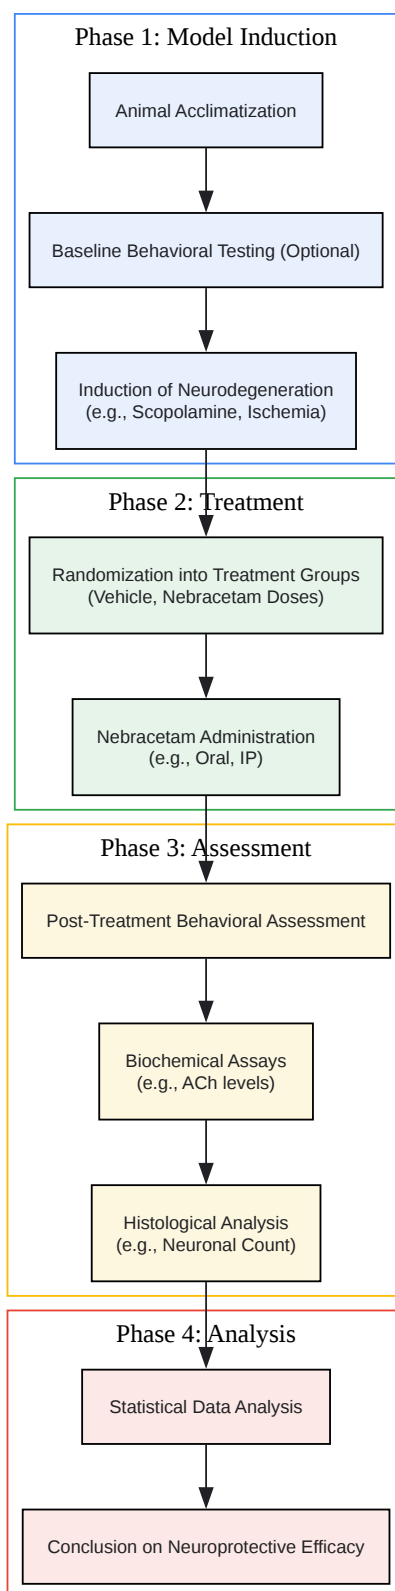 Phase 1: Model Induction
Animal Acclimatization
Baseline Behavioral Testing (Optional)
Induction of Neurodegeneration
(e.g., Scopolamine, Ischemia)
Phase 2: Treatment
Randomization into Treatment Groups
(Vehicle, Nebracetam Doses)
Nebracetam Administration
(e.g., Oral, IP)
Phase 3: Assessment
Post-Treatment Behavioral Assessment
Biochemical Assays
(e.g., ACh levels)
Histological Analysis
(e.g., Neuronal Count)
Phase 4: Analysis
Statistical Data Analysis
Conclusion on Neuroprotective Efficacy